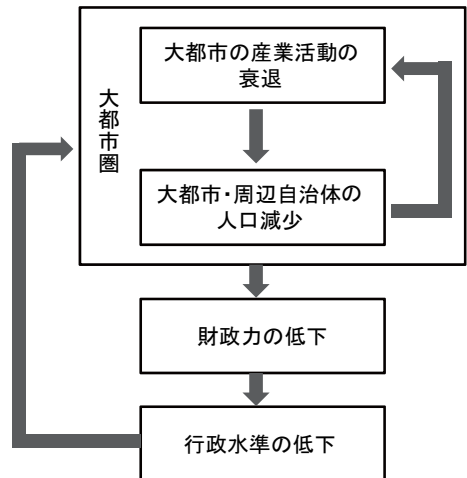 大都市の産業活動の
衰退
大都市圏
大都市・周辺自治体の
人口減少
財政力の低下
行政水準の低下